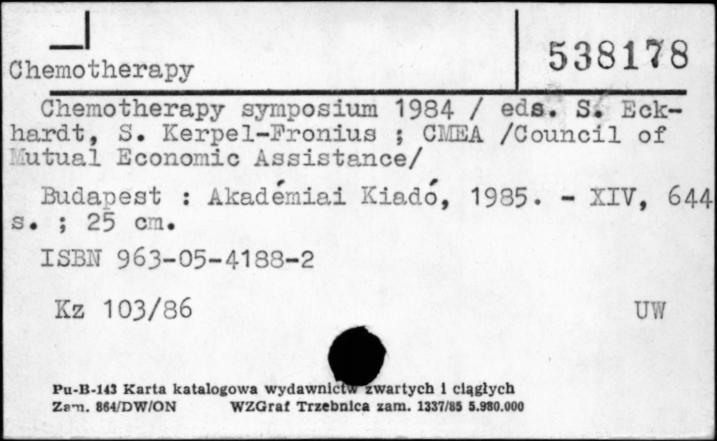 538178
Chemotherapy
Chemotherapy symposium 1984 / eds. S. Eck-
hardt, S. Kerpel-Fronius ; CMEA /Council of
Mutual Economic Assistance/
Budapest : Akadémiai Kiadó, 1985. - XIV, 644
s. ; 25 cm.
ISBN 963-05-4188-2
Kz 103/86 UW
Pu-B-143 Karta katalogowa wydawnictw zwartych i ciągłych
Zam. 864/DW/ON WZGraf Trzebnica zam. 1337/85 5.980.000